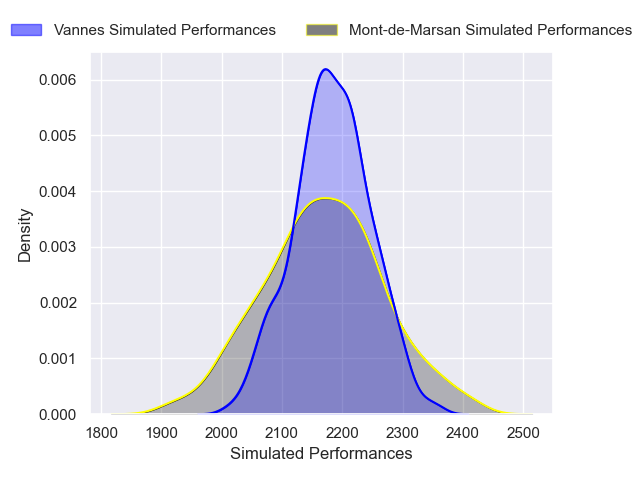 Vannes Simulated Performances
Mont-de-Marsan Simulated Performances
0.006
0.005
0.004
0.003
0.002
0.001
0.000
Density
1800 1900 2000 2100 2200 2300 2400 2500
Simulated Performances